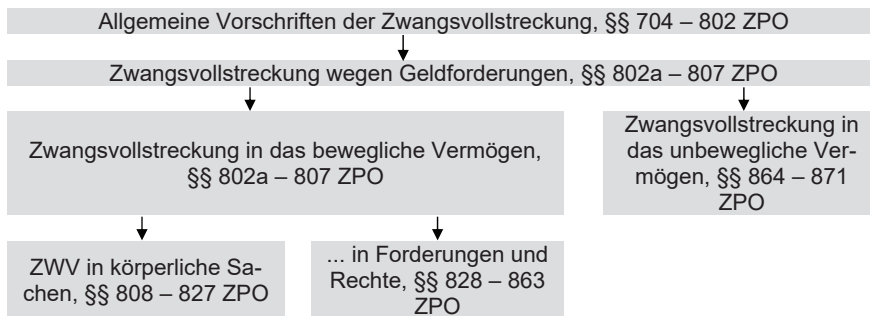 Allgemeine Vorschriften der Zwangsvollstreckung, §§ 704 – 802 ZPO
Zwangsvollstreckung wegen Geldforderungen, §§ 802a – 807 ZPO
Zwangsvollstreckung in das bewegliche Vermögen,
§§ 802a – 807 ZPO
Zwangsvollstreckung in
das unbewegliche Ver-
mögen, §§ 864 – 871
ZPO
ZWV in körperliche Sa-
chen, §§ 808 – 827 ZPO
... in Forderungen und
Rechte, §§ 828 – 863
ZPO